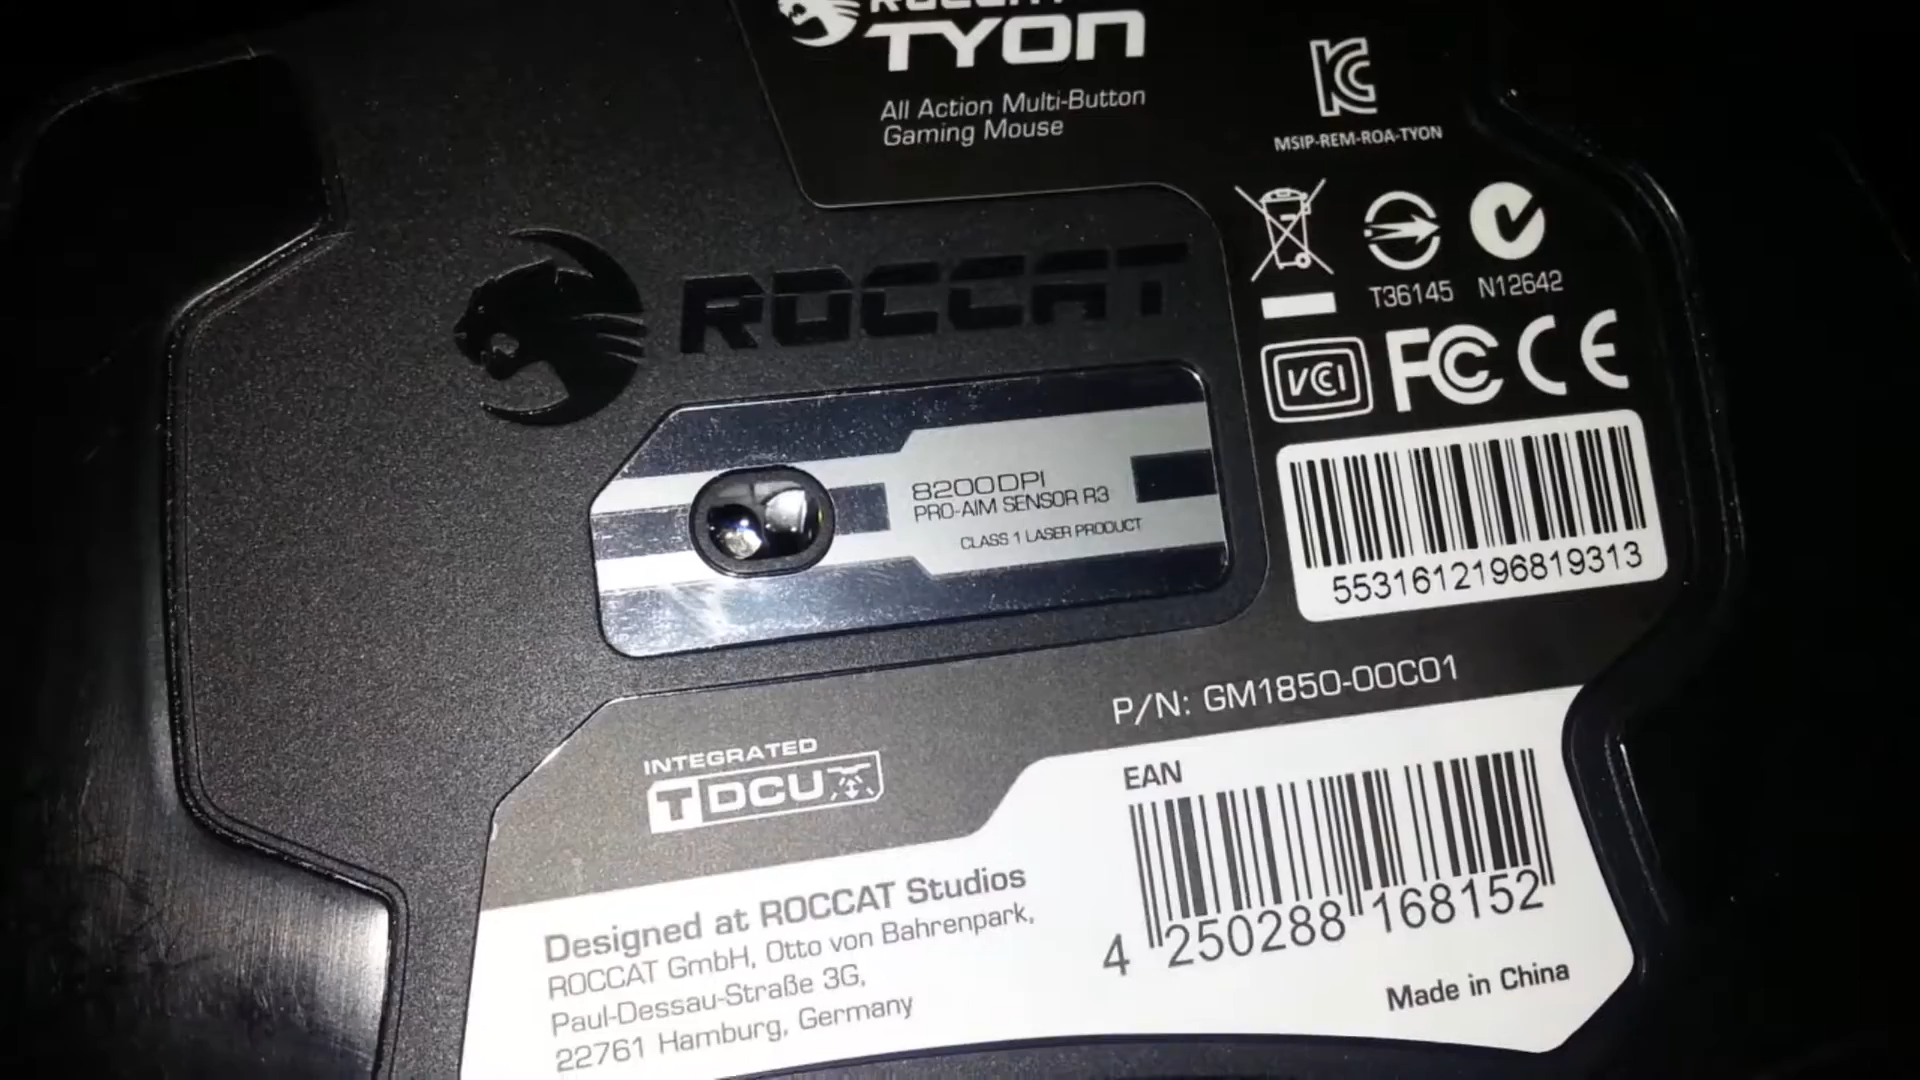 ROCCAT
TYON
All Action Multi-Button
Gaming Mouse
MSIP-REM-ROA-TYON
T36145 N12642
VCI FC CE
ROCCAT
8200DPI
PRO-AIM SENSOR R3
CLASS 1 LASER PRODUCT
5531612196819313
P/N: GM1850-00C01
INTEGRATED
TDCU
EAN
4 250288 168152
Designed at ROCCAT Studios
ROCCAT GmbH, Otto von Bahrenpark,
Paul-Dessau-Straße 3G,
22761 Hamburg, Germany
Made in China